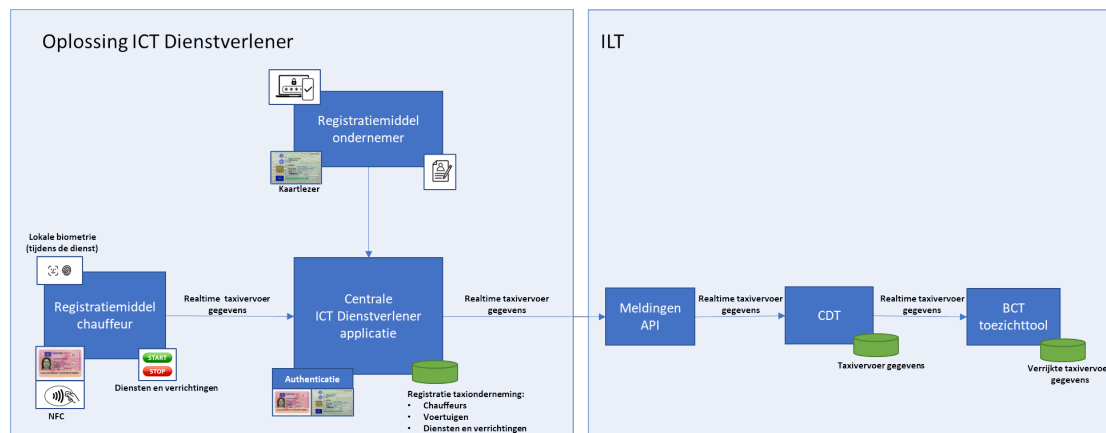 Oplossing ICT Dienstverlener
ILT
Registratiemiddel
ondernemer
Kaartlezer
Lokale biometrie
(tijdens de dienst)
Registratiemiddel
chauffeur
Realtime taxivervoer
gegevens
Centrale
ICT Dienstverlener
applicatie
Realtime taxivervoer
gegevens
Meldingen
API
Realtime taxivervoer
gegevens
CDT
Realtime taxivervoer
gegevens
BCT
toezichttool
START
STOP
Diensten en verrichtingen
NFC
Authenticatie
Taxivervoer gegevens
Verrijkte taxivervoer
gegevens
Registratie taxionderneming:
• Chauffeurs
• Voertuigen
• Diensten en verrichtingen